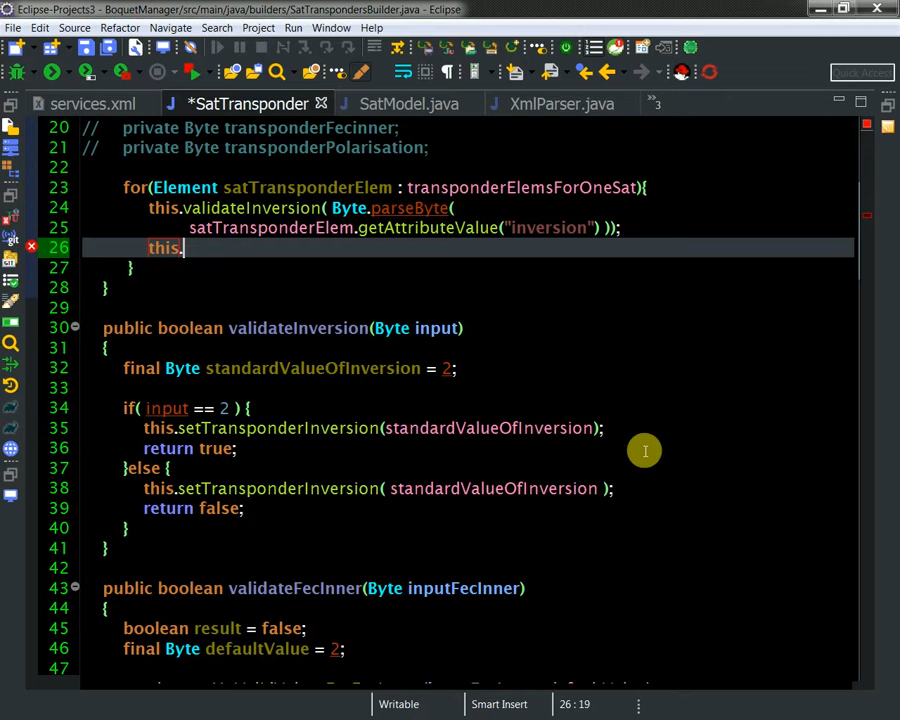 Eclipse-Projects3 - BoquetManager/src/main/java/builders/SatTranspondersBuilder.java - Eclipse
File Edit Source Refactor Navigate Search Project Run Window Help
Quick Access
services.xml *SatTransponder SatModel.java XmlParser.java »3
20 // private Byte transponderFecinner;
21 // private Byte transponderPolarisation;
22
23 for(Element satTransponderElem : transponderElemsForOneSat){
24 this.validateInversion( Byte.parseByte(
25 satTransponderElem.getAttributeValue("inversion") ));
26 this.
27 }
28 }
29
30 public boolean validateInversion(Byte input)
31 {
32 final Byte standardValueOfInversion = 2;
33
34 if( input == 2 ) {
35 this.setTransponderInversion(standardValueOfInversion);
36 return true;
37 }else {
38 this.setTransponderInversion( standardValueOfInversion );
39 return false;
40 }
41 }
42
43 public boolean validateFecInner(Byte inputFecInner)
44 {
45 boolean result = false;
46 final Byte defaultValue = 2;
47
Writable Smart Insert 26 : 19